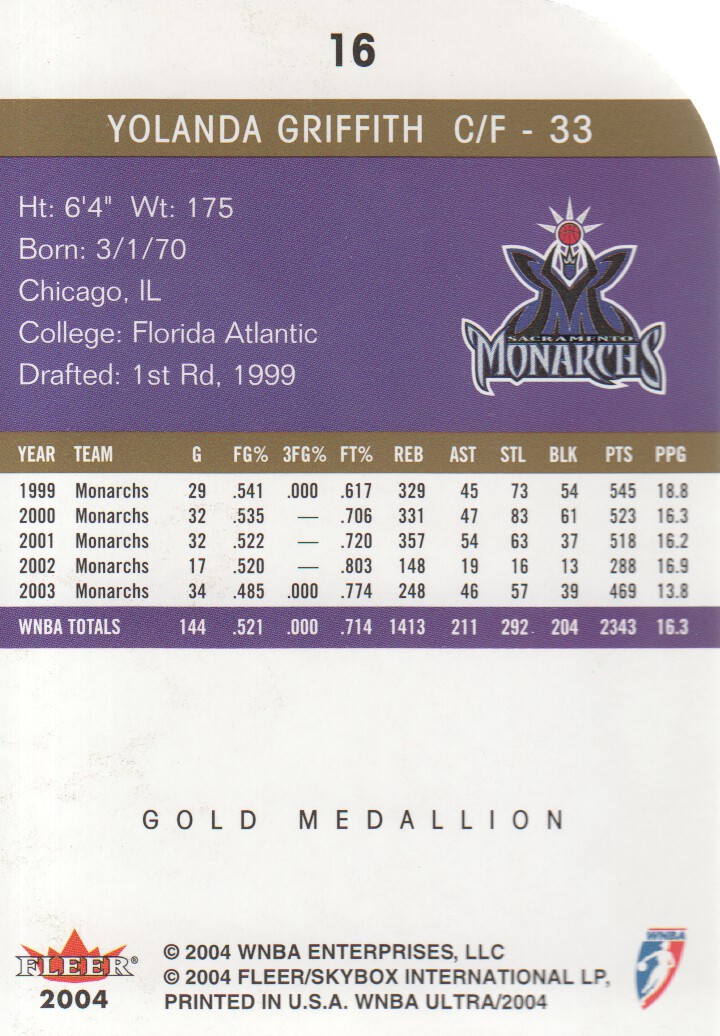 16
YOLANDA GRIFFITH C/F - 33
Ht: 6'4" Wt: 175
Born: 3/1/70
Chicago, IL
College: Florida Atlantic
Drafted: 1st Rd, 1999
SACRAMENTO
MONARCHS
YEAR TEAM G FG% 3FG% FT% REB AST STL BLK PTS PPG
1999 Monarchs 29 .541 .000 .617 329 45 73 54 545 18.8
2000 Monarchs 32 .535 — .706 331 47 83 61 523 16.3
2001 Monarchs 32 .522 — .720 357 54 63 37 518 16.2
2002 Monarchs 17 .520 — .803 148 19 16 13 288 16.9
2003 Monarchs 34 .485 .000 .774 248 46 57 39 469 13.8
WNBA TOTALS 144 .521 .000 .714 1413 211 292 204 2343 16.3
GOLD MEDALLION
FLEER®
2004
© 2004 WNBA ENTERPRISES, LLC
© 2004 FLEER/SKYBOX INTERNATIONAL LP,
PRINTED IN U.S.A. WNBA ULTRA/2004
WNBA